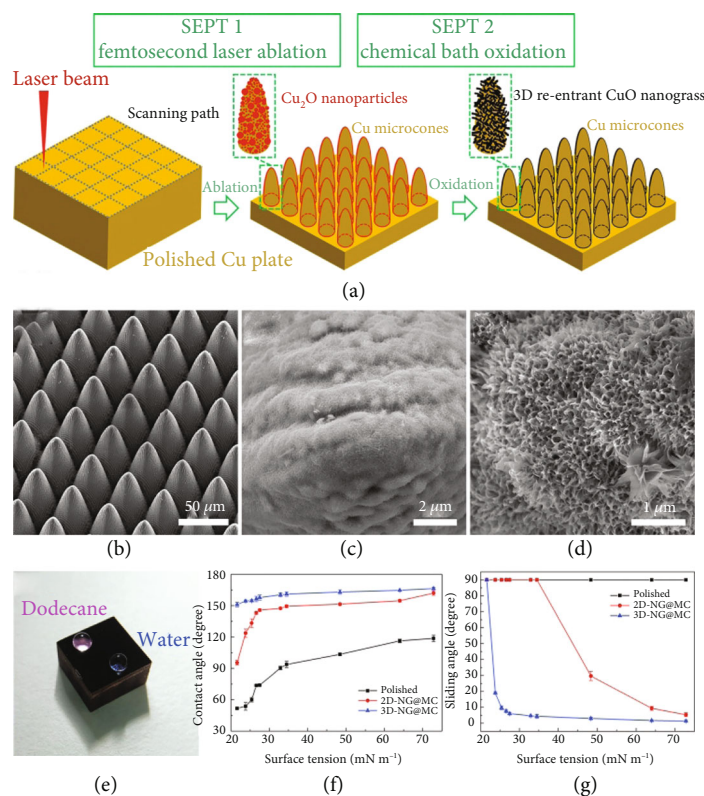 SEPT 1
femtosecond laser ablation
SEPT 2
chemical bath oxidation
Laser beam
Scanning path
Cu₂O nanoparticles
3D re-entrant CuO nanograss
Cu microcones
Cu microcones
Ablation
Oxidation
Polished Cu plate
(a)
50 μm
2 μm
1 μm
(b)
(c)
(d)
Dodecane
Water
(e)
Contact angle (degree)
180
150
120
90
60
30
Polished
2D-NG@MC
3D-NG@MC
20 30 40 50 60 70
Surface tension (mN m⁻¹)
(f)
Sliding angle (degree)
90
80
70
60
50
40
30
20
10
0
Polished
2D-NG@MC
3D-NG@MC
20 30 40 50 60 70
Surface tension (mN m⁻¹)
(g)